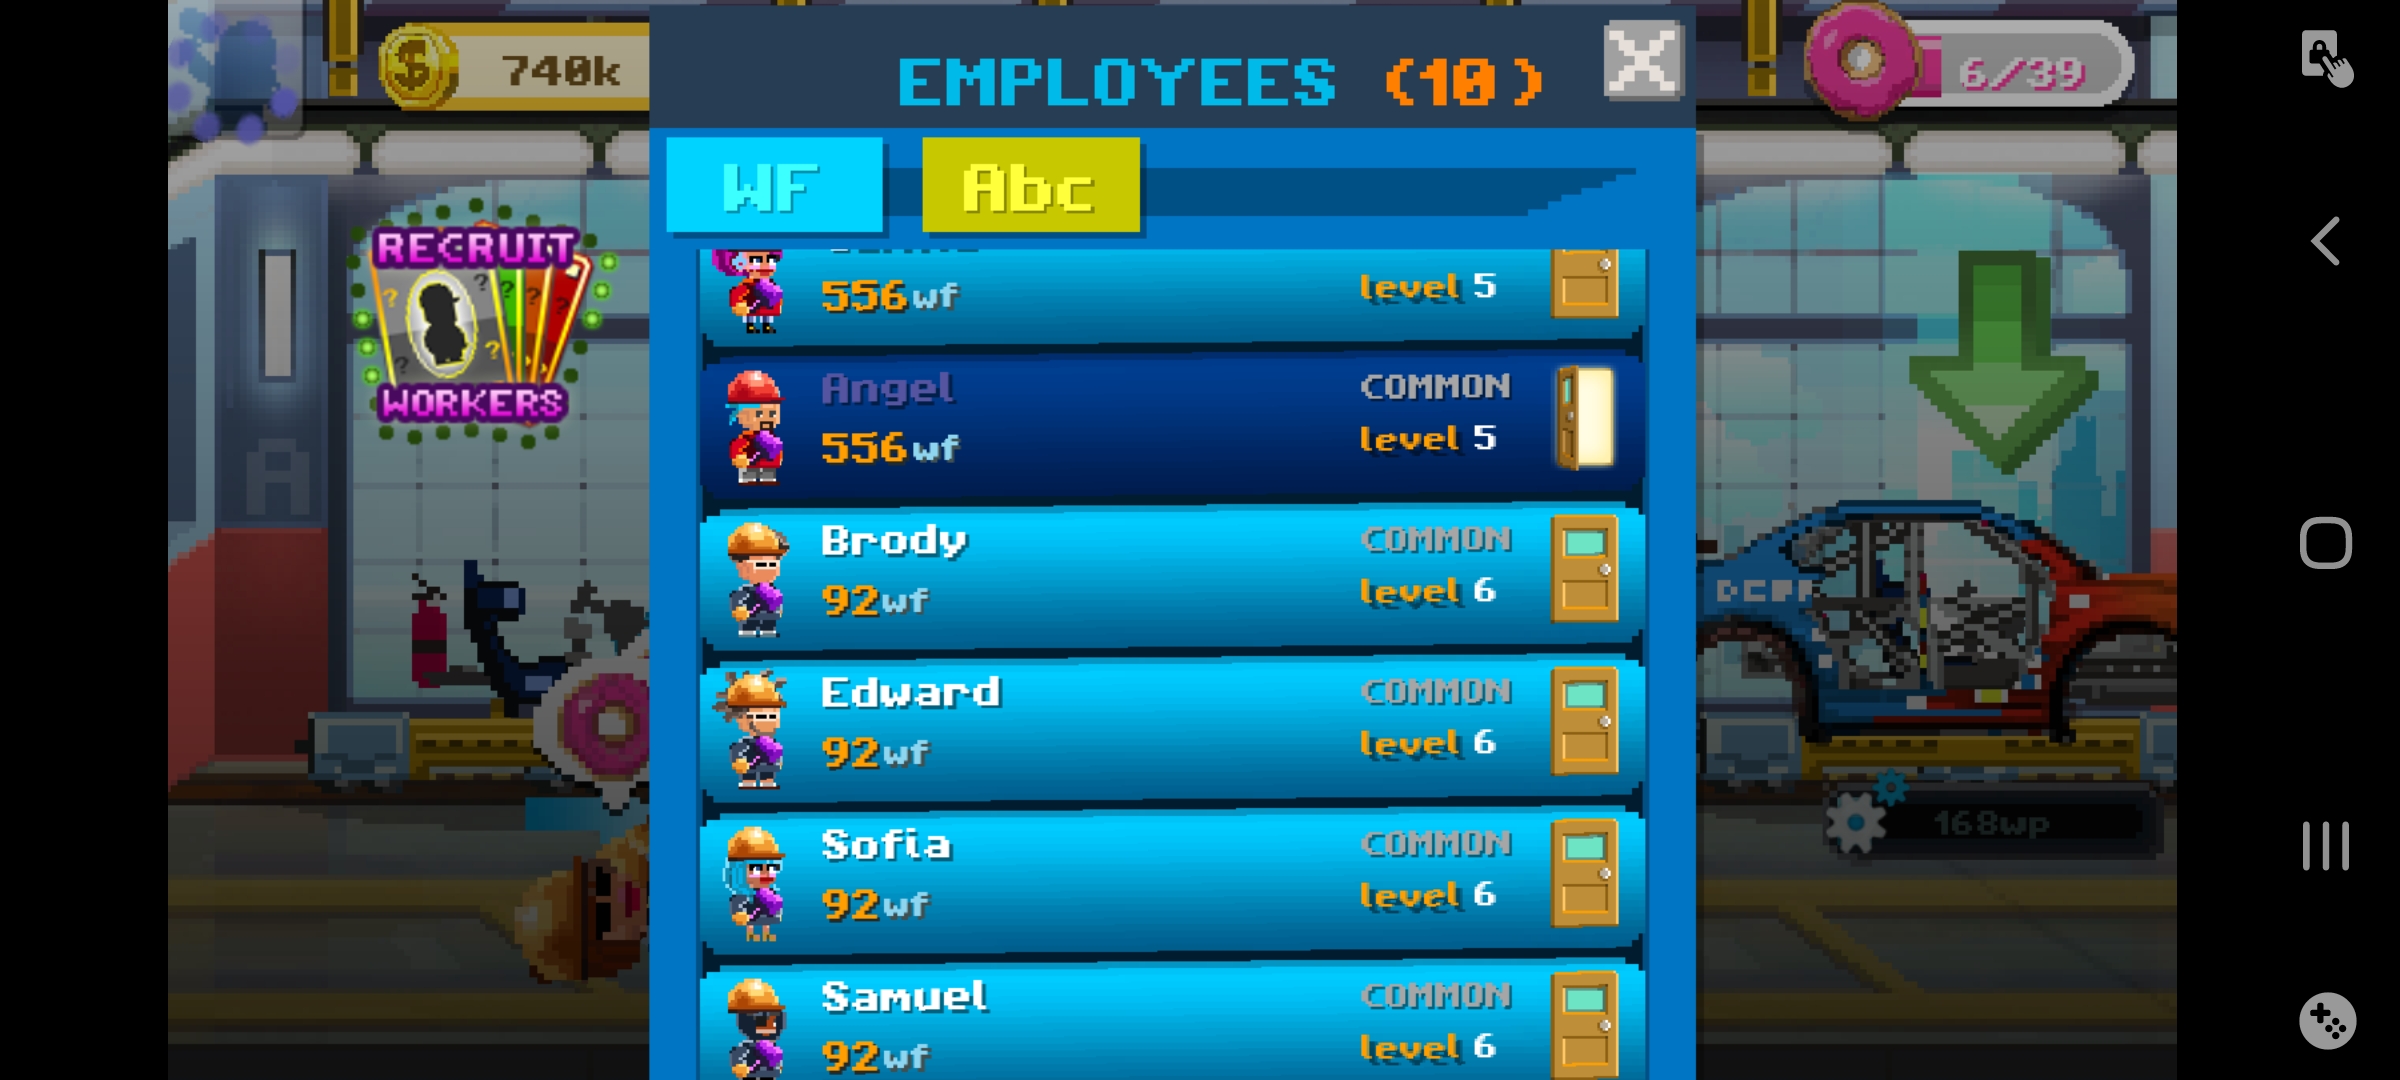 740k
EMPLOYEES (10)
6/39
WF
Abc
RECRUIT
WORKERS
556wf
level 5
Angel
COMMON
556wf
level 5
Brody
COMMON
92wf
level 6
Edward
COMMON
92wf
level 6
Sofia
COMMON
92wf
level 6
Samuel
COMMON
92wf
level 6
A
168wp